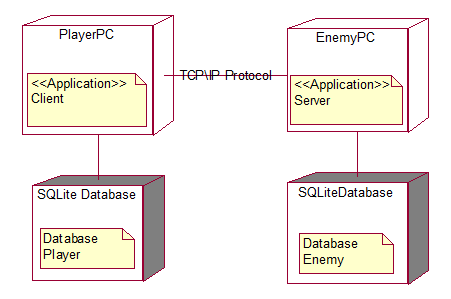 PlayerPC
<<Application>>
Client
TCP\IP Protocol
EnemyPC
<<Application>>
Server
SQLite Database
Database
Player
SQLiteDatabase
Database
Enemy